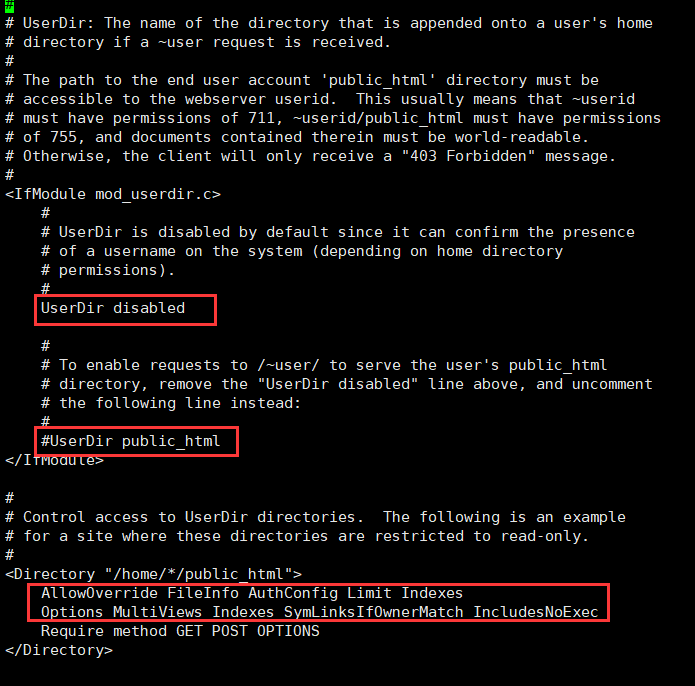 #
# UserDir: The name of the directory that is appended onto a user's home
# directory if a ~user request is received.
#
# The path to the end user account 'public_html' directory must be
# accessible to the webserver userid.  This usually means that ~userid
# must have permissions of 711, ~userid/public_html must have permissions
# of 755, and documents contained therein must be world-readable.
# Otherwise, the client will only receive a "403 Forbidden" message.
#
<IfModule mod_userdir.c>
    #
    # UserDir is disabled by default since it can confirm the presence
    # of a username on the system (depending on home directory
    # permissions).
    #
    UserDir disabled

    #
    # To enable requests to /~user/ to serve the user's public_html
    # directory, remove the "UserDir disabled" line above, and uncomment
    # the following line instead:
    #
    #UserDir public_html
</IfModule>

#
# Control access to UserDir directories.  The following is an example
# for a site where these directories are restricted to read-only.
#
<Directory "/home/*/public_html">
    AllowOverride FileInfo AuthConfig Limit Indexes
    Options MultiViews Indexes SymLinksIfOwnerMatch IncludesNoExec
    Require method GET POST OPTIONS
</Directory>